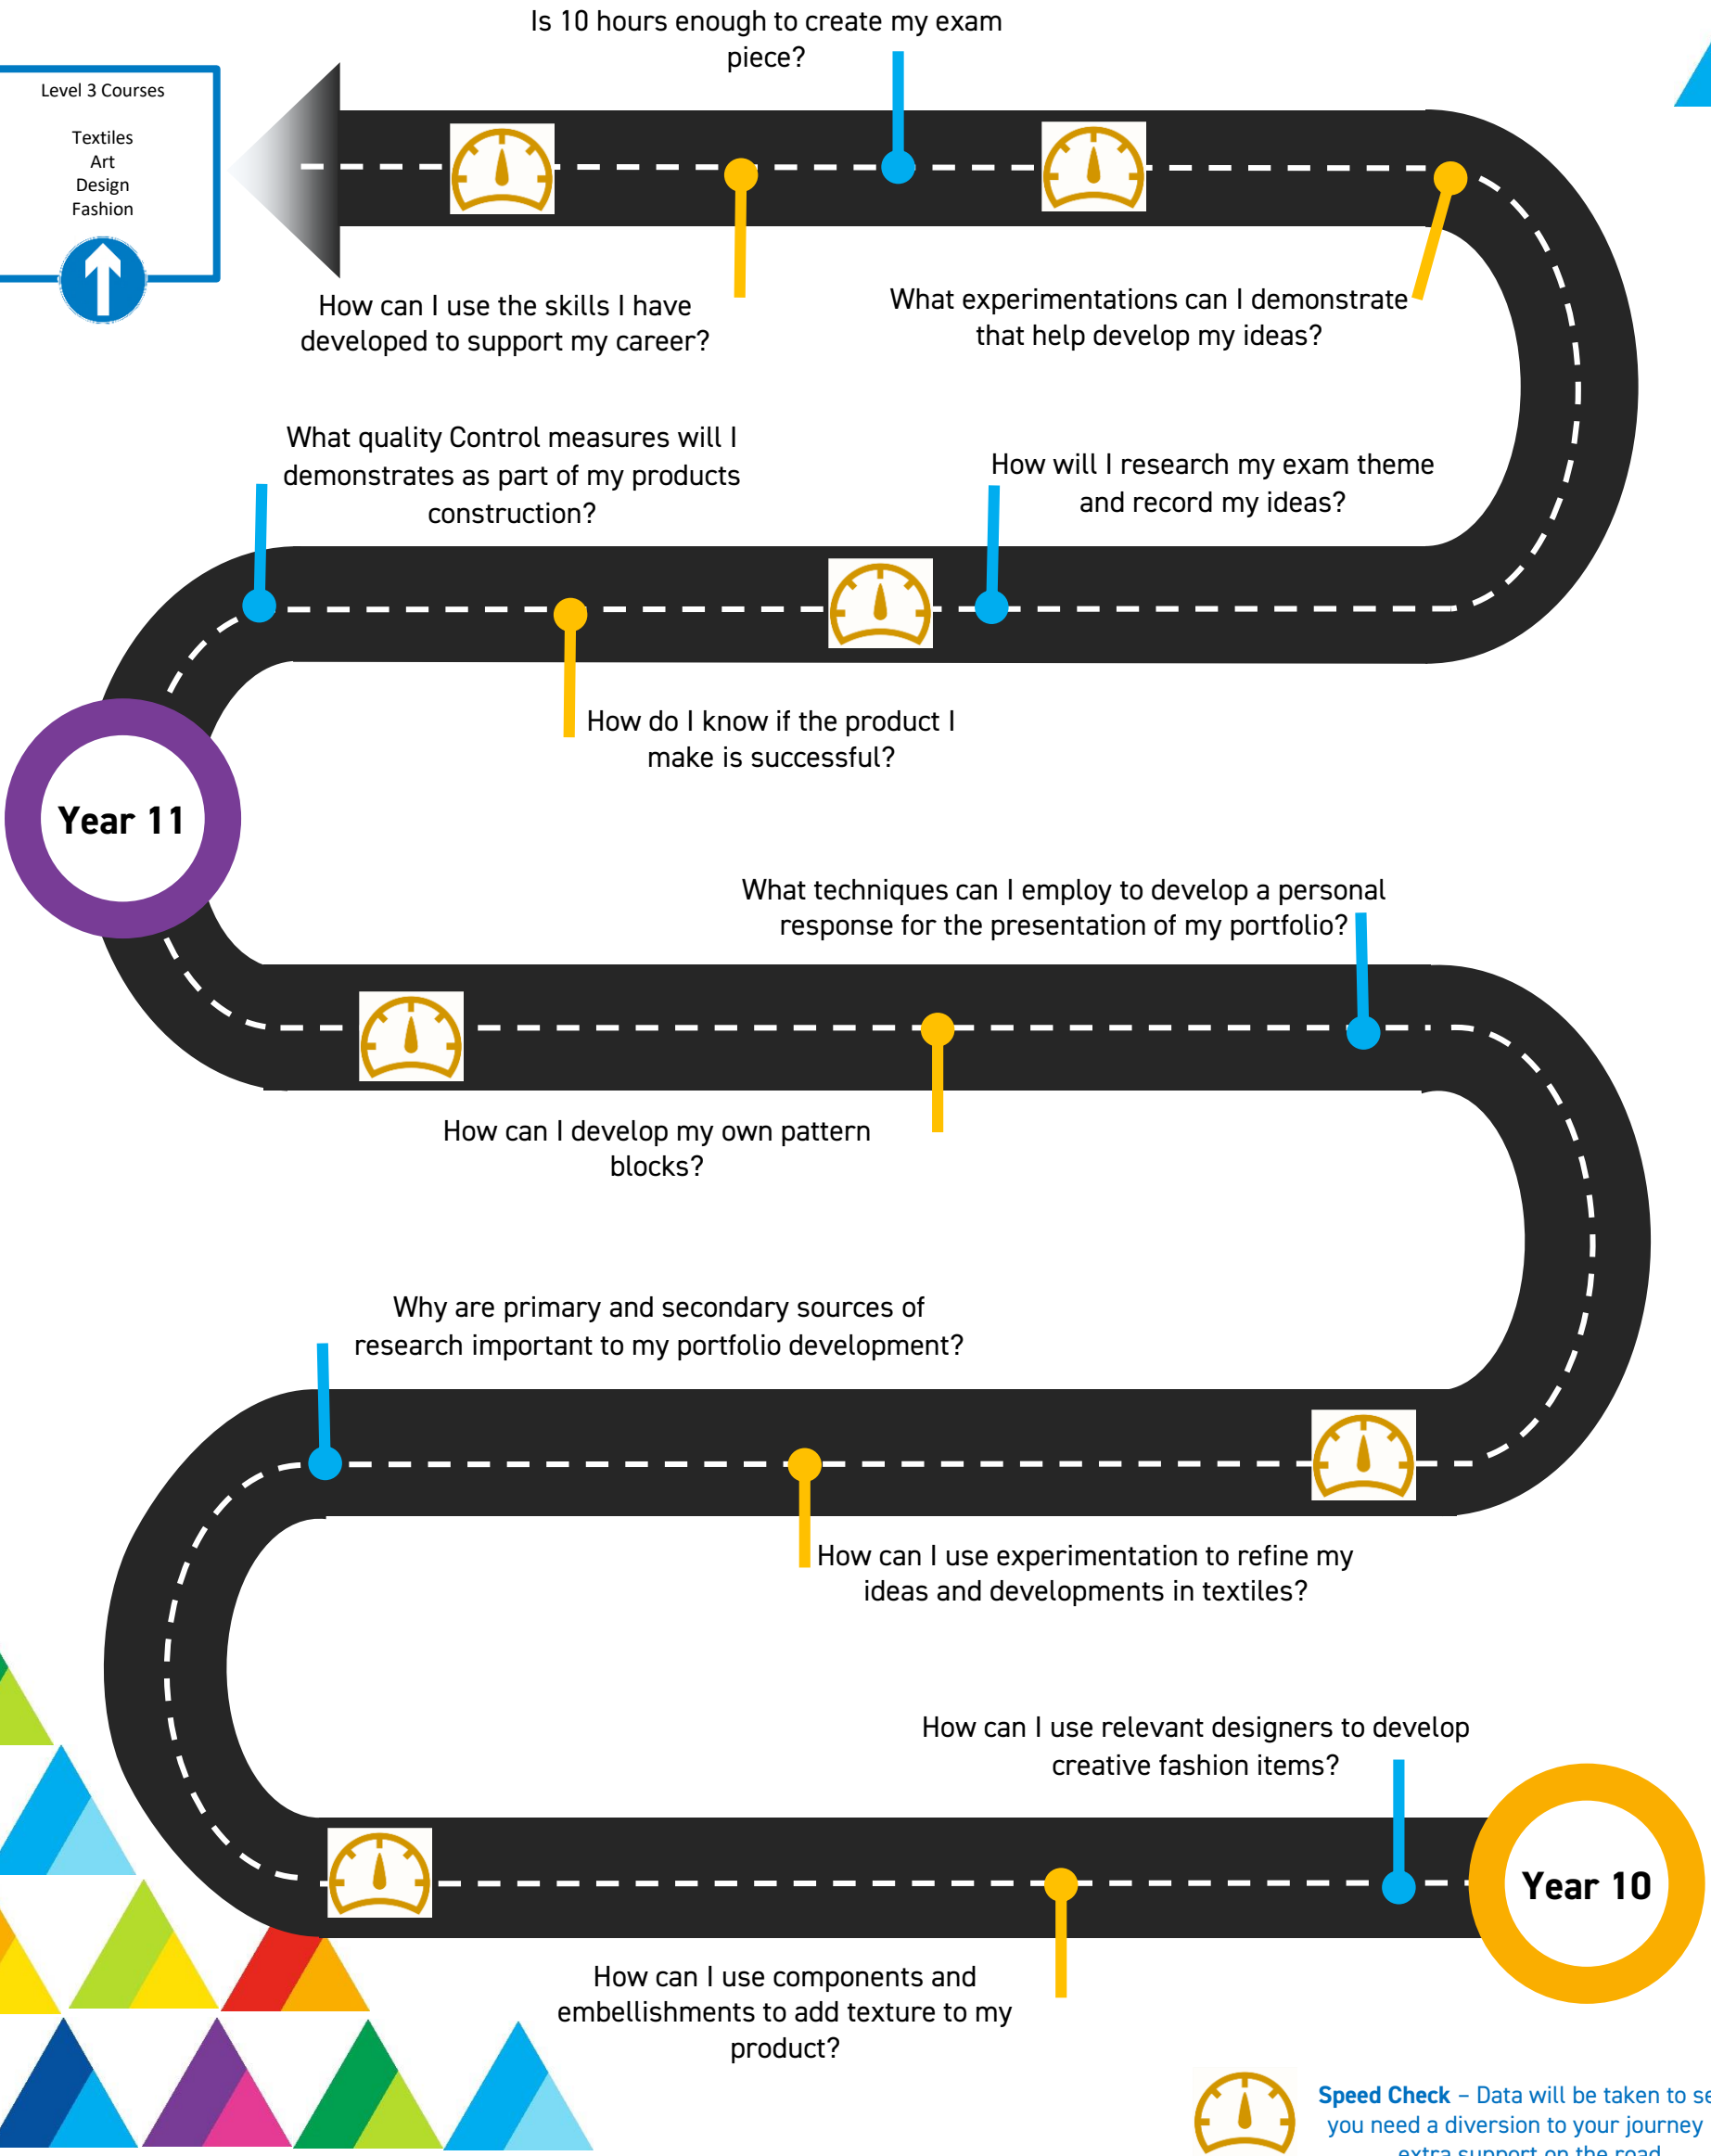 Is 10 hours enough to create my exam
piece?
Level 3 Courses
Textiles
Art
Design
Fashion
How can I use the skills I have
developed to support my career?
What experimentations can I demonstrate
that help develop my ideas?
What quality Control measures will I
demonstrates as part of my products
construction?
How will I research my exam theme
and record my ideas?
How do I know if the product I
make is successful?
Year 11
What techniques can I employ to develop a personal
response for the presentation of my portfolio?
How can I develop my own pattern
blocks?
Why are primary and secondary sources of
research important to my portfolio development?
How can I use experimentation to refine my
ideas and developments in textiles?
How can I use relevant designers to develop
creative fashion items?
Year 10
How can I use components and
embellishments to add texture to my
product?
Speed Check – Data will be taken to
you need a diversion to your journey
extra support on the road